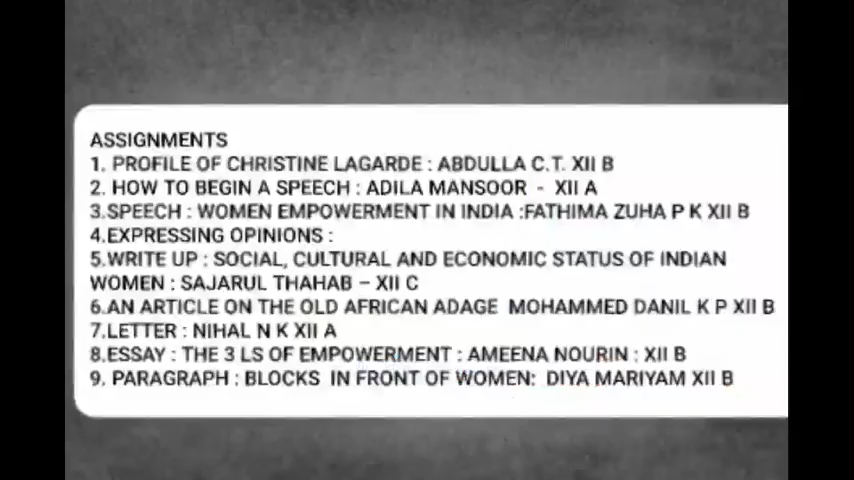 ASSIGNMENTS
1. PROFILE OF CHRISTINE LAGARDE : ABDULLA C.T. XII B
2. HOW TO BEGIN A SPEECH : ADILA MANSOOR - XII A
3.SPEECH : WOMEN EMPOWERMENT IN INDIA :FATHIMA ZUHA P K XII B
4.EXPRESSING OPINIONS :
5.WRITE UP : SOCIAL, CULTURAL AND ECONOMIC STATUS OF INDIAN
WOMEN : SAJARUL THAHAB – XII C
6.AN ARTICLE ON THE OLD AFRICAN ADAGE MOHAMMED DANIL K P XII B
7.LETTER : NIHAL N K XII A
8.ESSAY : THE 3 LS OF EMPOWERMENT : AMEENA NOURIN : XII B
9. PARAGRAPH : BLOCKS IN FRONT OF WOMEN: DIYA MARIYAM XII B